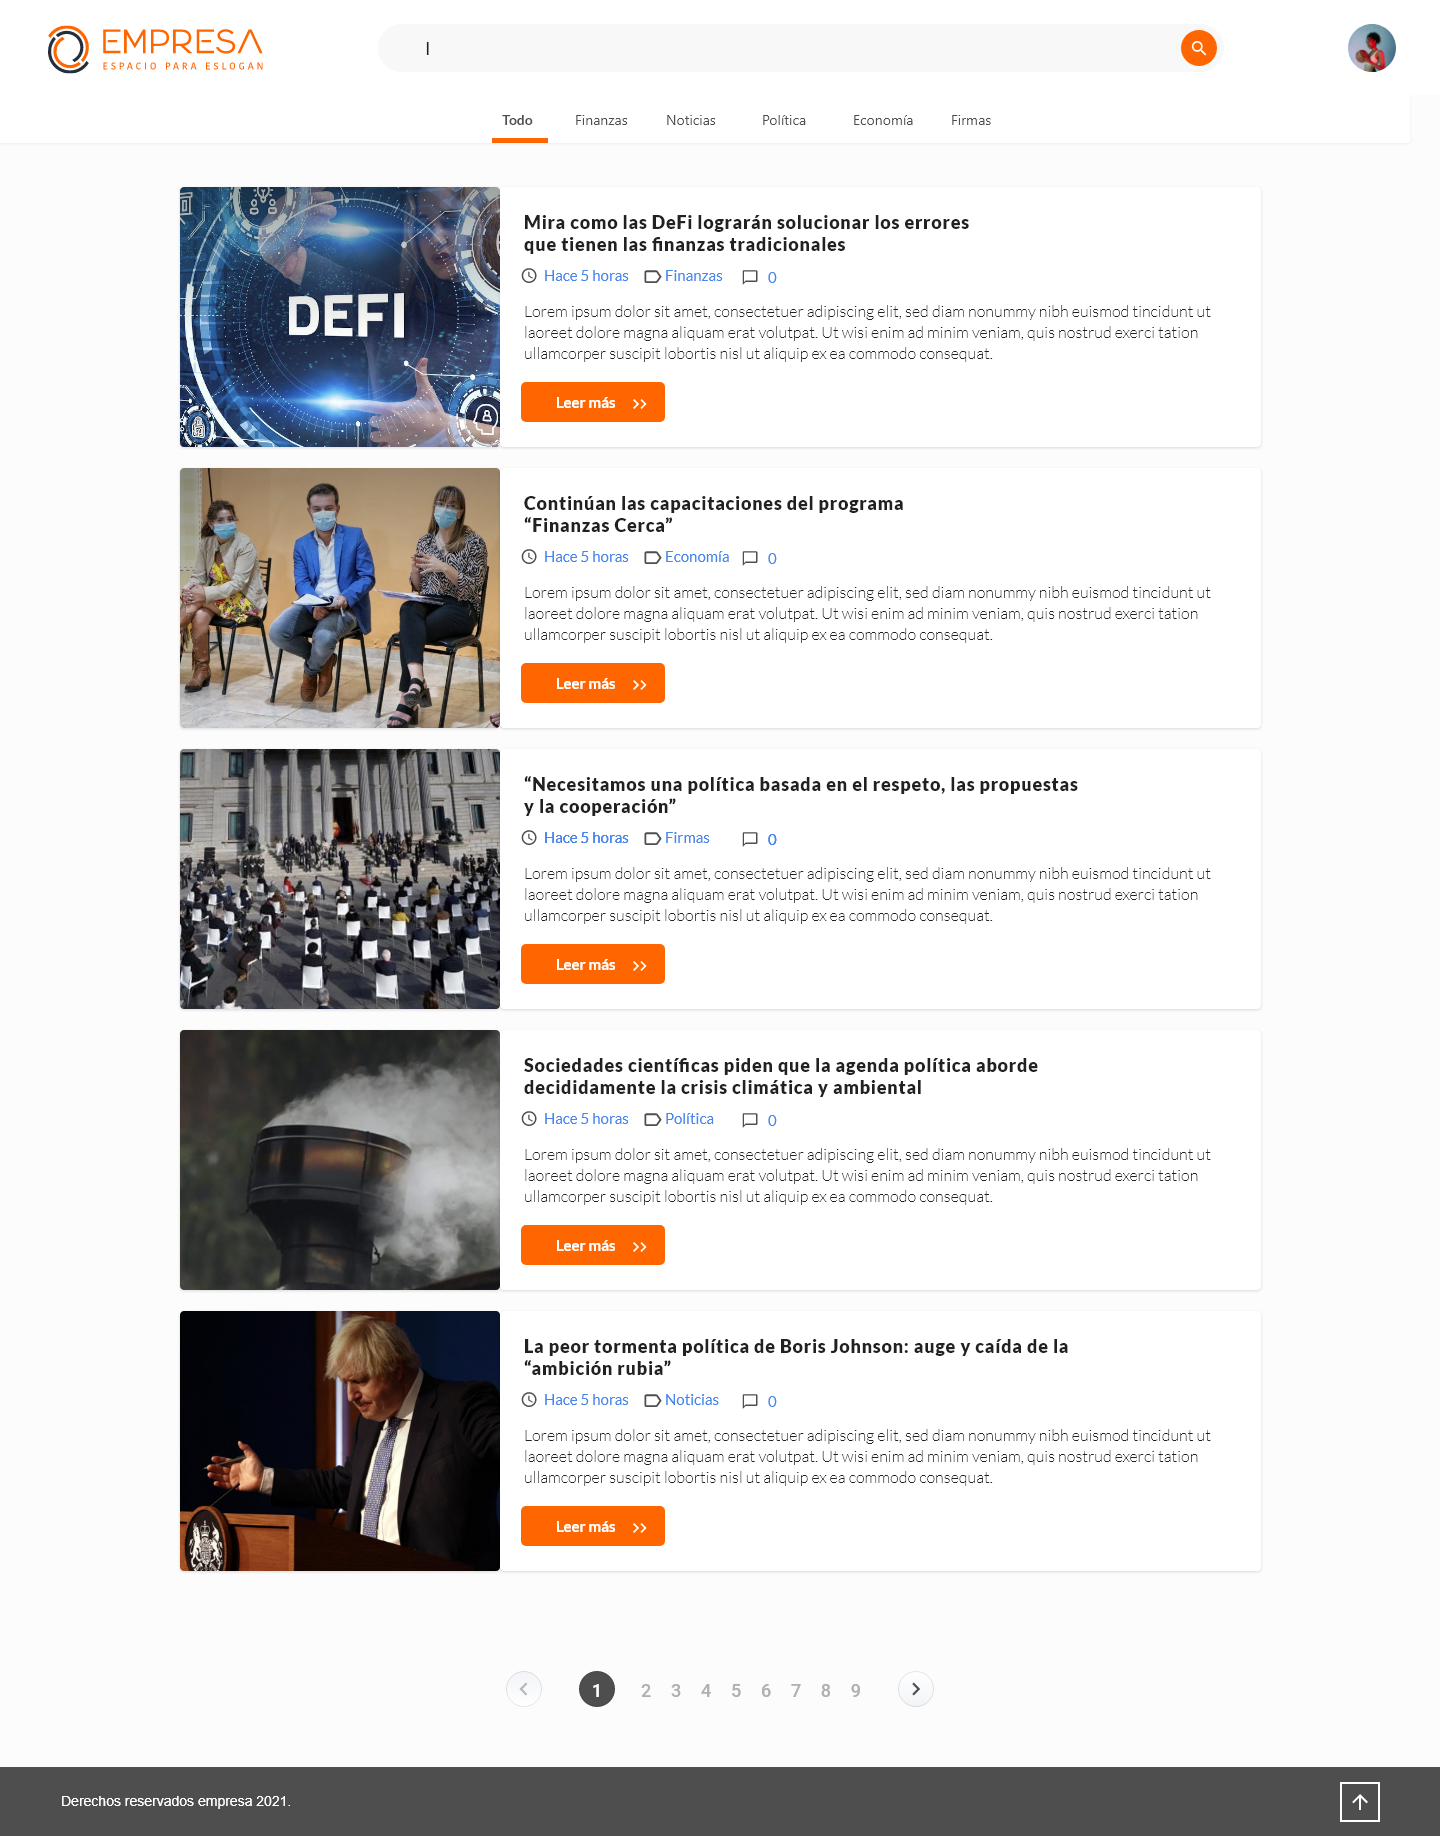 EMPRESA
ESPACIO PARA ESLOGAN
Todo Finanzas Noticias Política Economía Firmas
DEFI
Mira como las DeFi lograrán solucionar los errores
que tienen las finanzas tradicionales
Hace 5 horas Finanzas 0
Lorem ipsum dolor sit amet, consectetuer adipiscing elit, sed diam nonummy nibh euismod tincidunt ut
laoreet dolore magna aliquam erat volutpat. Ut wisi enim ad minim veniam, quis nostrud exerci tation
ullamcorper suscipit lobortis nisl ut aliquip ex ea commodo consequat.
Leer más
Continúan las capacitaciones del programa
“Finanzas Cerca”
Hace 5 horas Economía 0
Lorem ipsum dolor sit amet, consectetuer adipiscing elit, sed diam nonummy nibh euismod tincidunt ut
laoreet dolore magna aliquam erat volutpat. Ut wisi enim ad minim veniam, quis nostrud exerci tation
ullamcorper suscipit lobortis nisl ut aliquip ex ea commodo consequat.
Leer más
“Necesitamos una política basada en el respeto, las propuestas
y la cooperación”
Hace 5 horas Firmas 0
Lorem ipsum dolor sit amet, consectetuer adipiscing elit, sed diam nonummy nibh euismod tincidunt ut
laoreet dolore magna aliquam erat volutpat. Ut wisi enim ad minim veniam, quis nostrud exerci tation
ullamcorper suscipit lobortis nisl ut aliquip ex ea commodo consequat.
Leer más
Sociedades científicas piden que la agenda política aborde
decididamente la crisis climática y ambiental
Hace 5 horas Política 0
Lorem ipsum dolor sit amet, consectetuer adipiscing elit, sed diam nonummy nibh euismod tincidunt ut
laoreet dolore magna aliquam erat volutpat. Ut wisi enim ad minim veniam, quis nostrud exerci tation
ullamcorper suscipit lobortis nisl ut aliquip ex ea commodo consequat.
Leer más
La peor tormenta política de Boris Johnson: auge y caída de la
“ambición rubia”
Hace 5 horas Noticias 0
Lorem ipsum dolor sit amet, consectetuer adipiscing elit, sed diam nonummy nibh euismod tincidunt ut
laoreet dolore magna aliquam erat volutpat. Ut wisi enim ad minim veniam, quis nostrud exerci tation
ullamcorper suscipit lobortis nisl ut aliquip ex ea commodo consequat.
Leer más
1 2 3 4 5 6 7 8 9
Derechos reservados empresa 2021.